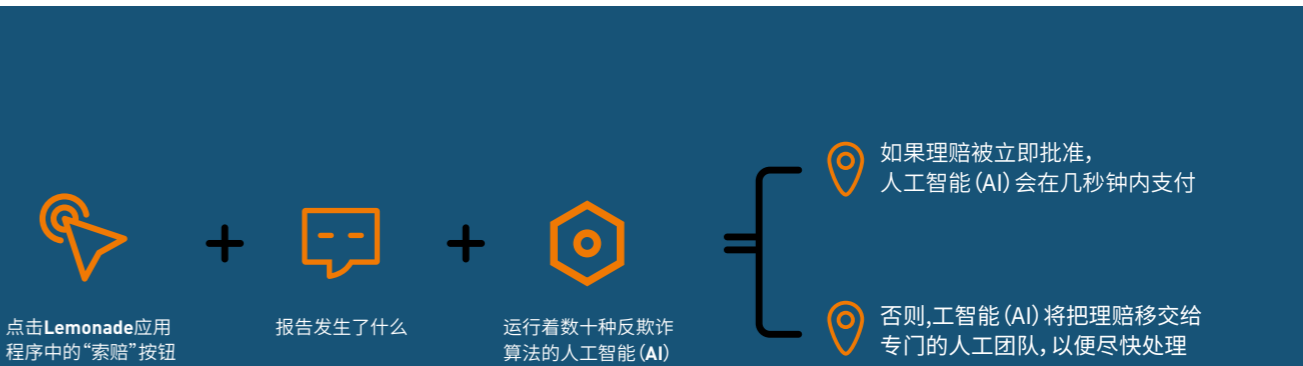 点击Lemonade应用
程序中的“索赔”按钮
报告发生了什么
运行着数十种反欺诈
算法的人工智能(AI)
如果理赔被立即批准,
人工智能(AI)会在几秒钟内支付
否则,工智能(AI)将把理赔移交给
专门的人工团队,以便尽快处理